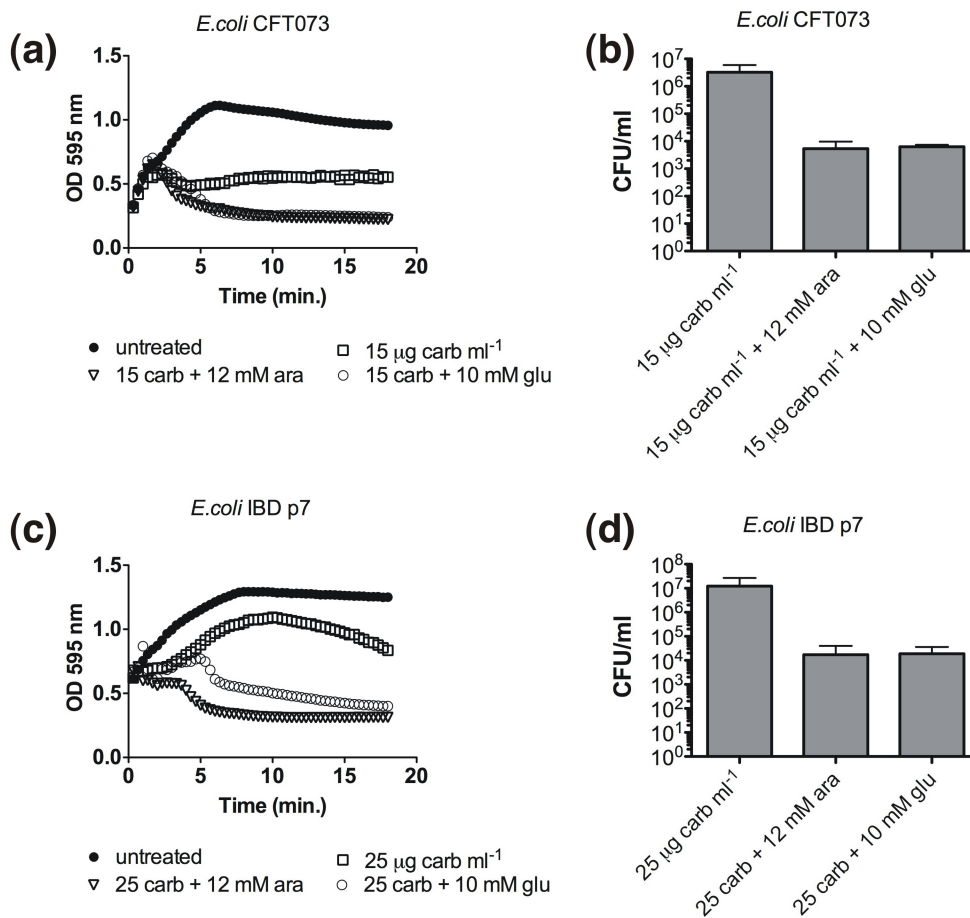 E.coli CFT073
(a)
1.5
1.0
0.5
0.0
OD 595 nm
0 5 10 15 20
Time (min.)
● untreated
□ 15 µg carb ml⁻¹
▽ 15 carb + 12 mM ara
○ 15 carb + 10 mM glu
E.coli CFT073
(b)
10⁷
10⁶
10⁵
10⁴
10³
10²
10¹
10⁰
CFU/ml
15 µg carb ml⁻¹
15 µg carb ml⁻¹ + 12 mM ara
15 µg carb ml⁻¹ + 10 mM glu
E.coli IBD p7
(c)
1.5
1.0
0.5
0.0
OD 595 nm
0 5 10 15 20
Time (min.)
● untreated
□ 25 µg carb ml⁻¹
▽ 25 carb + 12 mM ara
○ 25 carb + 10 mM glu
E.coli IBD p7
(d)
10⁸
10⁷
10⁶
10⁵
10⁴
10³
10²
10¹
10⁰
CFU/ml
25 µg carb ml⁻¹
25 carb + 12 mM ara
25 carb + 10 mM glu